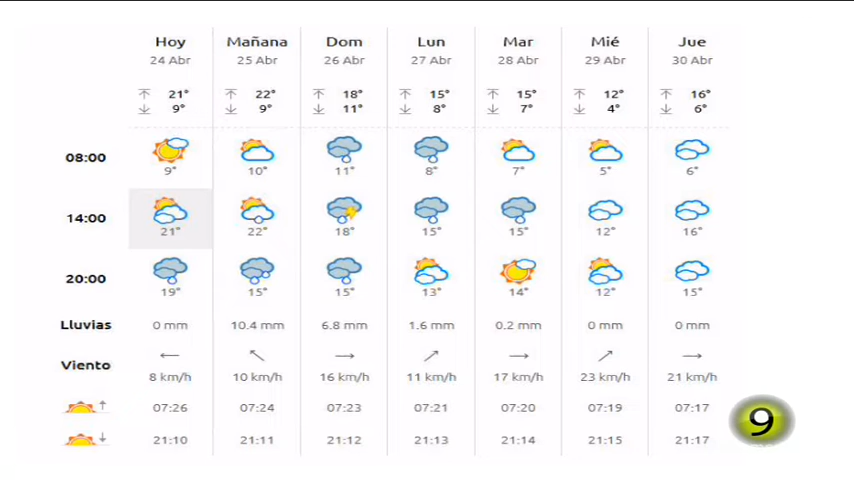 Hoy Mañana Dom Lun Mar Mié Jue
24 Abr 25 Abr 26 Abr 27 Abr 28 Abr 29 Abr 30 Abr
21° 22° 18° 15° 15° 12° 16°
9° 9° 11° 8° 7° 4° 6°
08:00 9° 10° 11° 8° 7° 5° 6°
14:00 21° 22° 18° 15° 15° 12° 16°
20:00 19° 15° 15° 13° 14° 12° 15°
Lluvias 0 mm 10.4 mm 6.8 mm 1.6 mm 0.2 mm 0 mm 0 mm
Viento 8 km/h 10 km/h 16 km/h 11 km/h 17 km/h 23 km/h 21 km/h
07:26 07:24 07:23 07:21 07:20 07:19 07:17
9
21:10 21:11 21:12 21:13 21:14 21:15 21:17